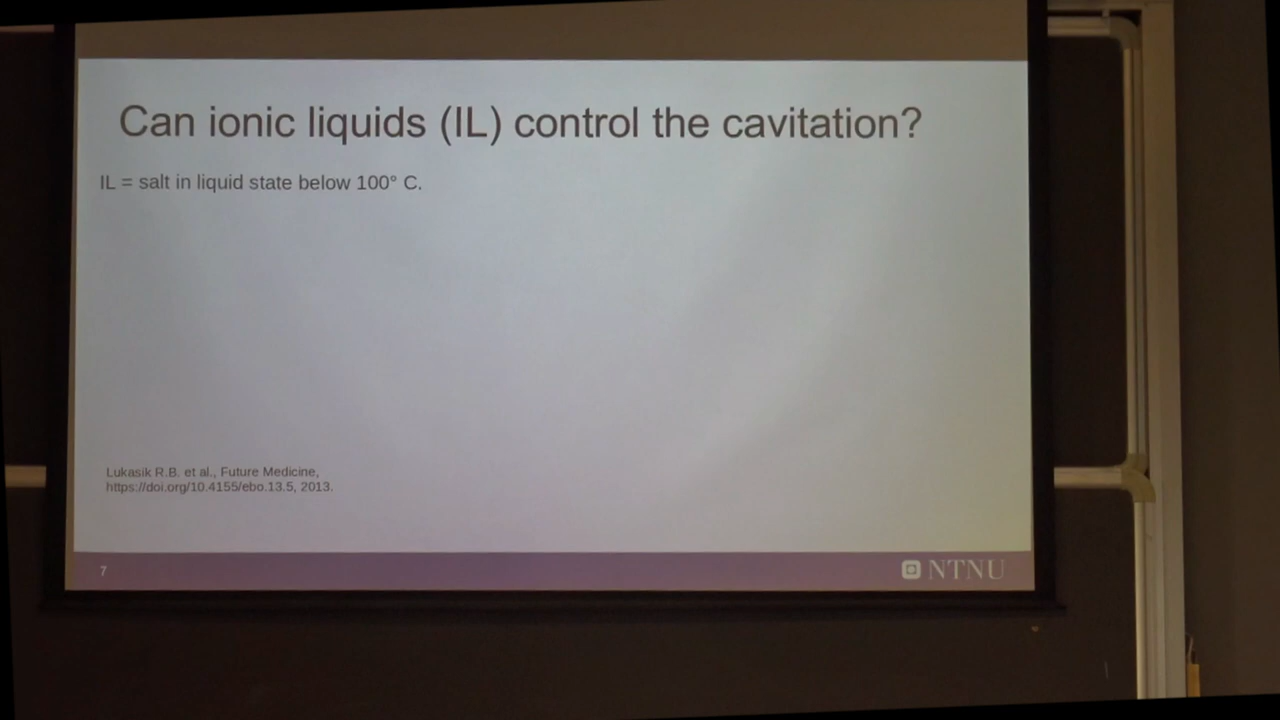 Can ionic liquids (IL) control the cavitation?
IL = salt in liquid state below 100° C.
Lukasik R.B. et al., Future Medicine,
https://doi.org/10.4155/ebo.13.5, 2013.
7
NTNU